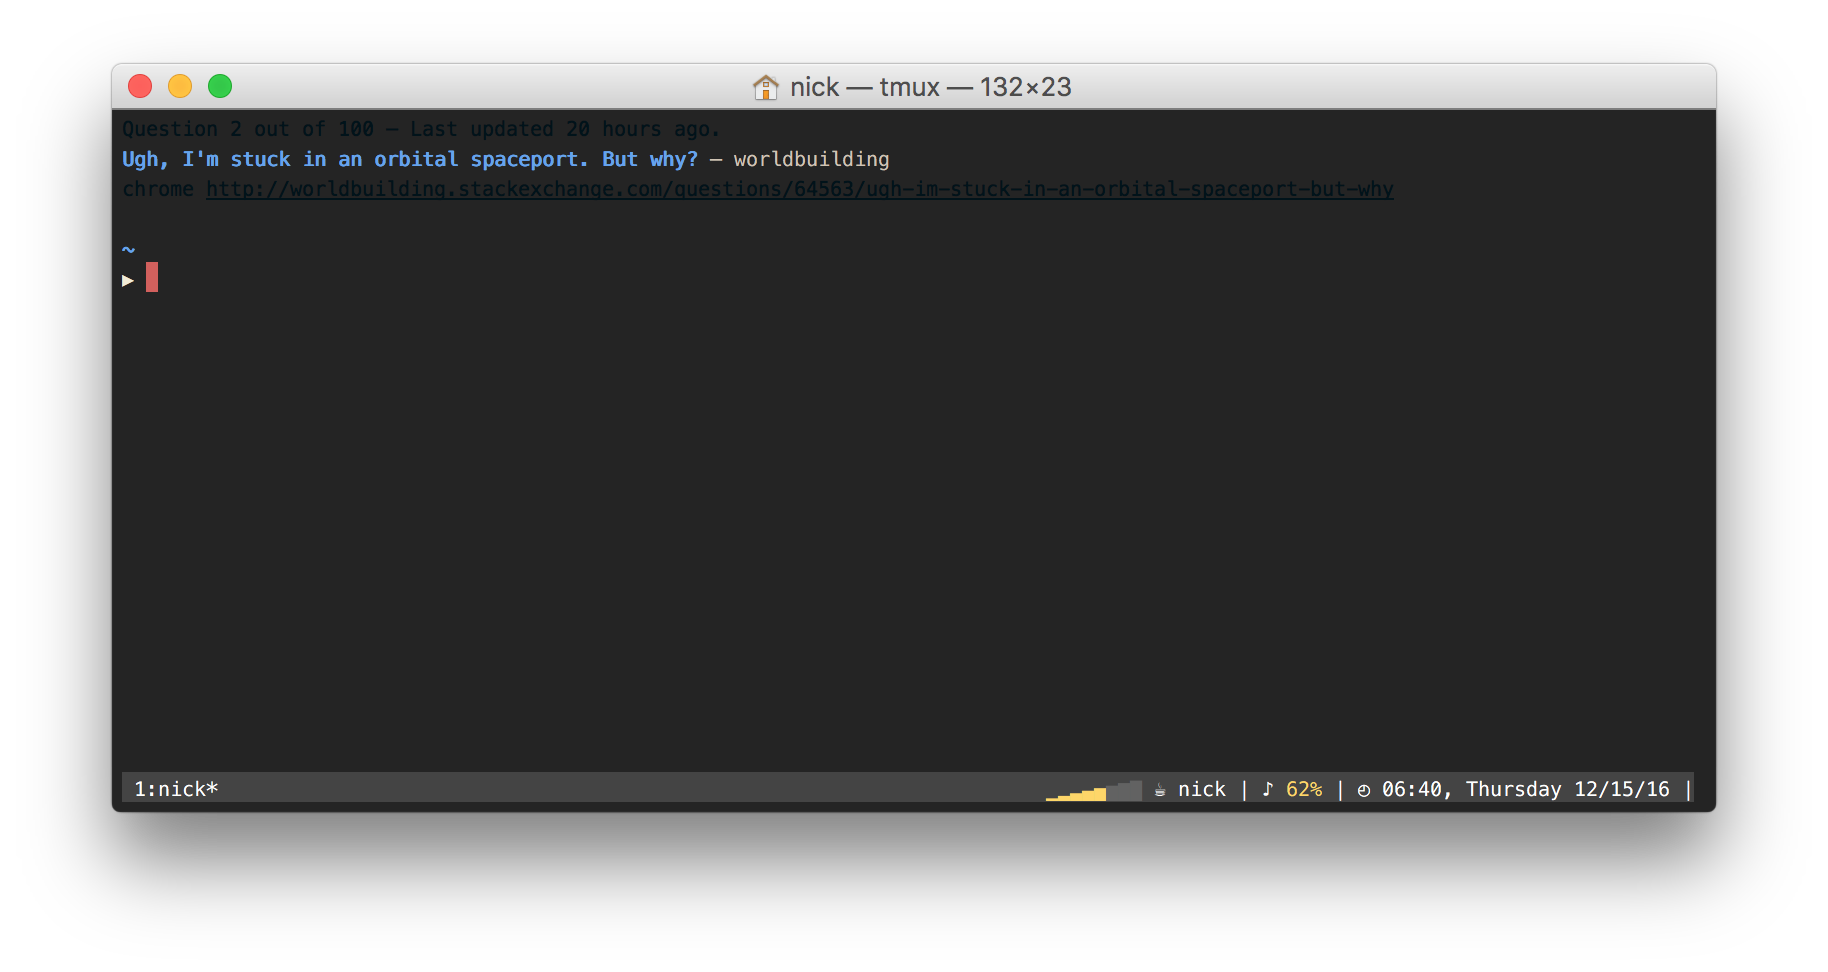 nick — tmux — 132×23
Question 2 out of 100 — Last updated 20 hours ago.
Ugh, I'm stuck in an orbital spaceport. But why? — worldbuilding
chrome http://worldbuilding.stackexchange.com/questions/64563/ugh-im-stuck-in-an-orbital-spaceport-but-why
~
▶
1:nick* ☕ nick | ♪ 62% | ◴ 06:40, Thursday 12/15/16 |